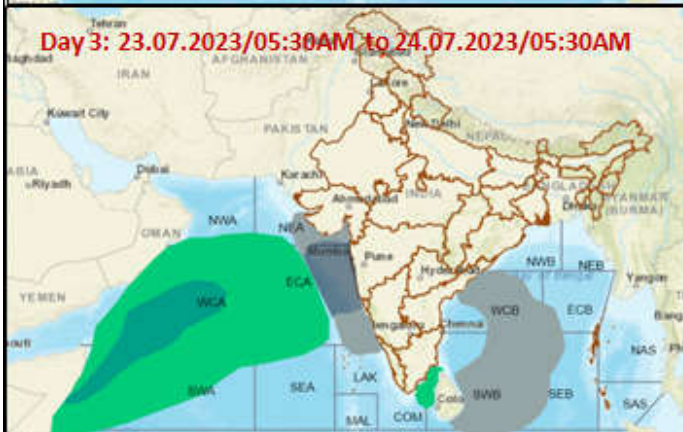 Tehran
Day 3: 23.07.2023/05:30AM to 24.07.2023/05:30AM
Baghdad
AFGHANISTAN
IRAN
Lahore
Kuwait City
New Delhi
PAKISTAN
NEPAL
Dubai
Karachi
Riyadh
Ahmedabad
INDIA
BANGLADESH
Dhaka
MYANMAR
(BURMA)
OMAN
NWA
NEA
Mumbai
Pune
Hyderabad
NWB
NEB
Yangon
YEMEN
ECA
WCA
WCB
ECB
Bengaluru
Chennai
NAS
LAK
SWA
SEA
SWB
SEB
SAS
MAL
COM
Colo